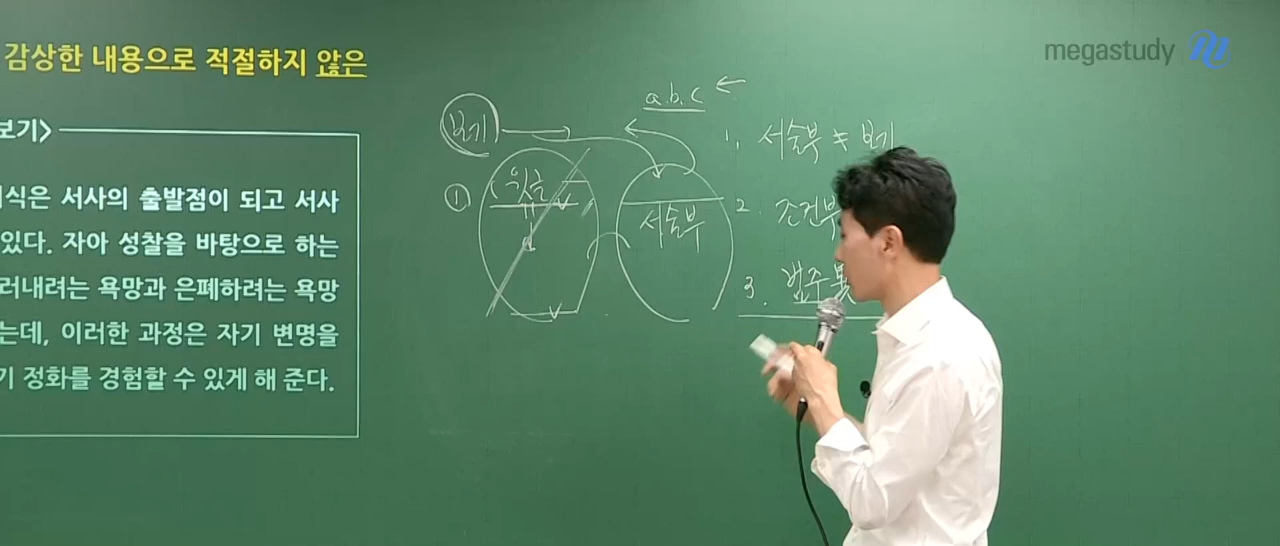 megastudy
감상한 내용으로 적절하지 않은
보기>
식은 서사의 출발점이 되고 서사
있다. 자아 성찰을 바탕으로 하는
러내려는 욕망과 은폐하려는 욕망
는데, 이러한 과정은 자기 변명을
기 정화를 경험할 수 있게 해 준다.
a.b.c
보기
①
서술부
1. 서술부 ≠ 보기
2. 조건부
3. 범주